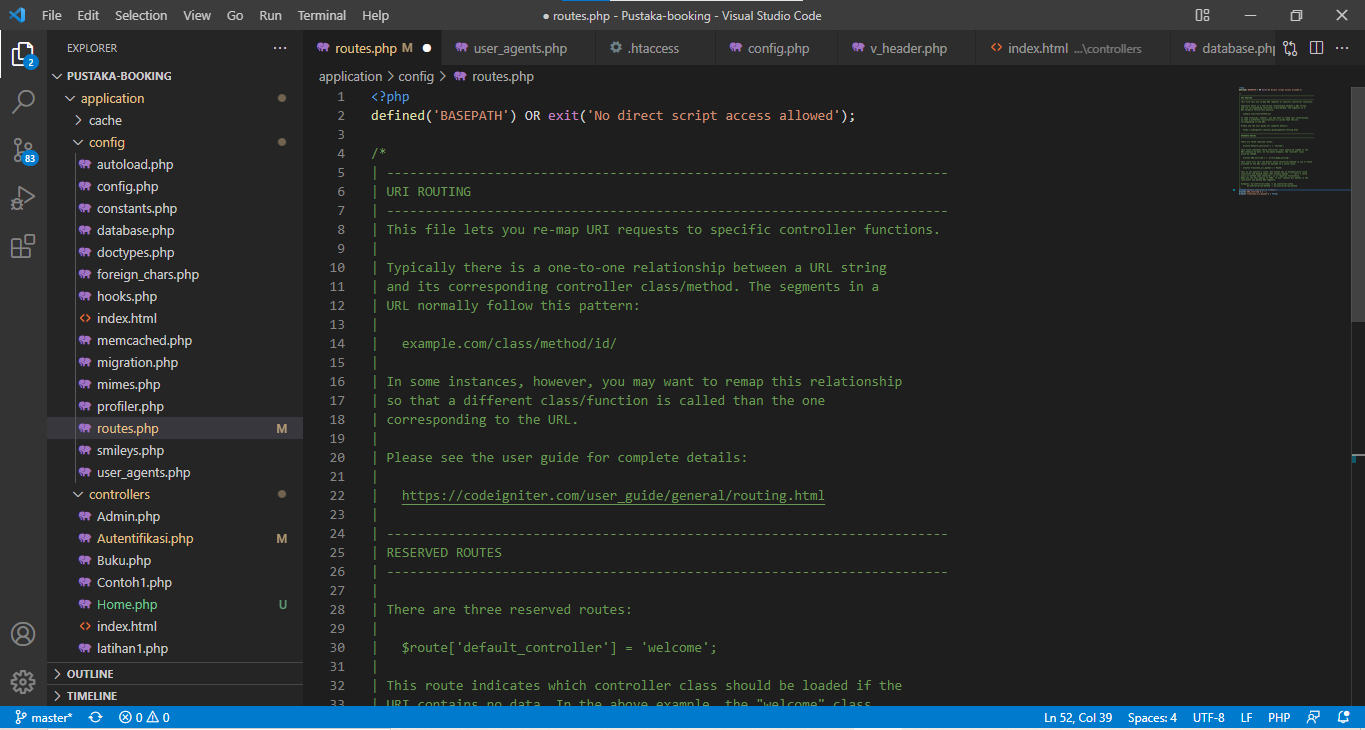 File Edit Selection View Go Run Terminal Help
● routes.php - Pustaka-booking - Visual Studio Code
EXPLORER
PUSTAKA-BOOKING
application
cache
config
autoload.php
config.php
constants.php
database.php
doctypes.php
foreign_chars.php
hooks.php
index.html
memcached.php
migration.php
mimes.php
profiler.php
routes.php M
smileys.php
user_agents.php
controllers
Admin.php
Autentifikasi.php M
Buku.php
Contoh1.php
Home.php U
index.html
latihan1.php
OUTLINE
TIMELINE
2
83
routes.php M ● user_agents.php .htaccess config.php v_header.php index.html ...\controllers database.php
application > config > routes.php
1 <?php
2 defined('BASEPATH') OR exit('No direct script access allowed');
3
4 /*
5 | -------------------------------------------------------------------------
6 | URI ROUTING
7 | -------------------------------------------------------------------------
8 | This file lets you re-map URI requests to specific controller functions.
9 |
10 | Typically there is a one-to-one relationship between a URL string
11 | and its corresponding controller class/method. The segments in a
12 | URL normally follow this pattern:
13 |
14 | example.com/class/method/id/
15 |
16 | In some instances, however, you may want to remap this relationship
17 | so that a different class/function is called than the one
18 | corresponding to the URL.
19 |
20 | Please see the user guide for complete details:
21 |
22 | https://codeigniter.com/user_guide/general/routing.html
23 |
24 | -------------------------------------------------------------------------
25 | RESERVED ROUTES
26 | -------------------------------------------------------------------------
27 |
28 | There are three reserved routes:
29 |
30 | $route['default_controller'] = 'welcome';
31 |
32 | This route indicates which controller class should be loaded if the
33 | URI contains no data. In the above example, the "welcome" class
master* 0 0 Ln 52, Col 39 Spaces: 4 UTF-8 LF PHP